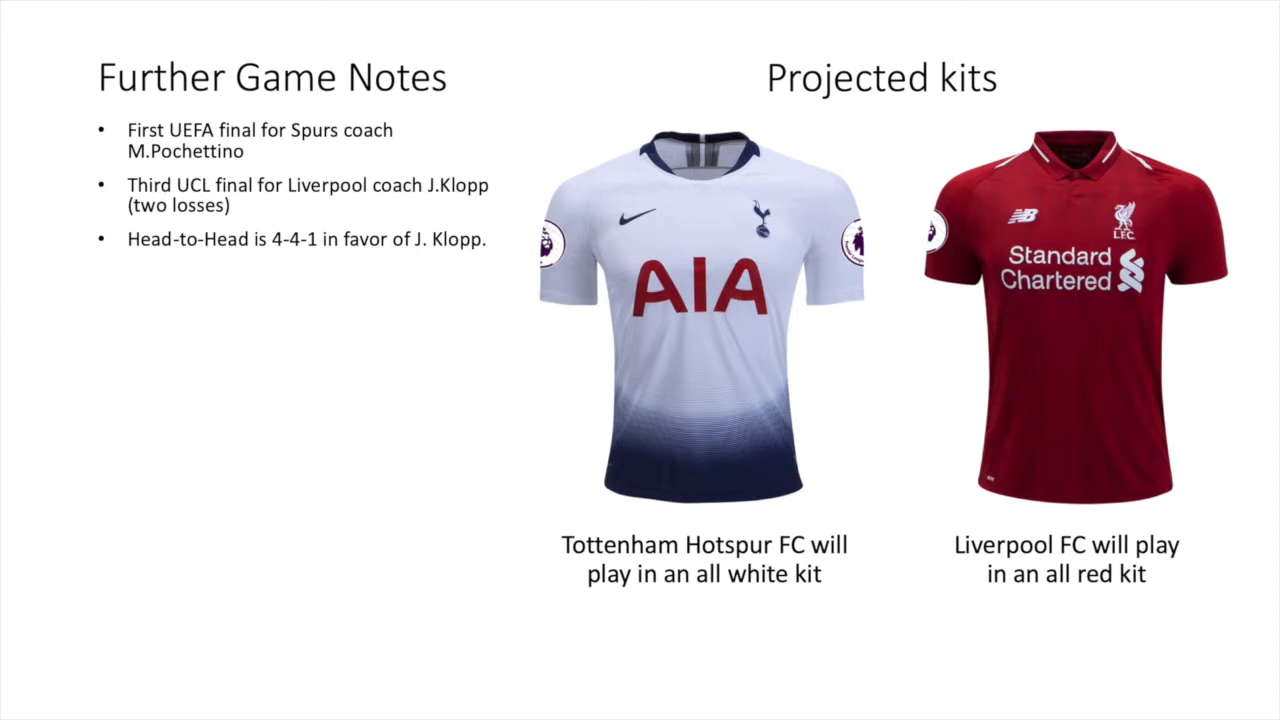 Further Game Notes
• First UEFA final for Spurs coach
M.Pochettino
• Third UCL final for Liverpool coach J.Klopp
(two losses)
• Head-to-Head is 4-4-1 in favor of J. Klopp.
Projected kits
AIA
NB
L.F.C.
Standard
Chartered
Tottenham Hotspur FC will
play in an all white kit
Liverpool FC will play
in an all red kit